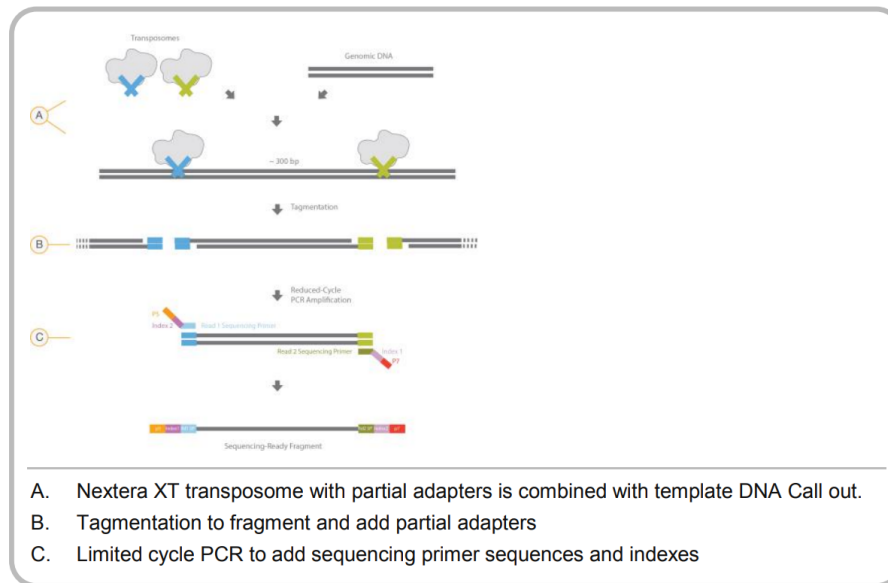 Transposomes
Genomic DNA
A
~ 300 bp
Tagmentation
B
Reduced-Cycle
PCR Amplification
P5
Index 2
Read 1 Sequencing Primer
C
Read 2 Sequencing Primer
Index 1
P7
p5
Index2
p7
Sequencing-Ready Fragment
A. Nextera XT transposome with partial adapters is combined with template DNA Call out.
B. Tagmentation to fragment and add partial adapters
C. Limited cycle PCR to add sequencing primer sequences and indexes